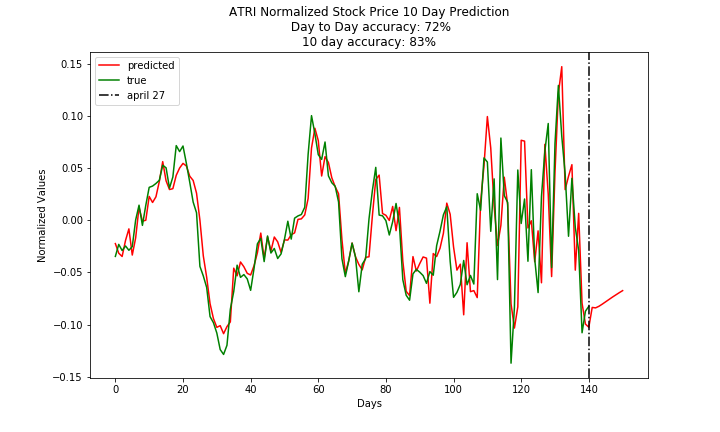 ATRI Normalized Stock Price 10 Day Prediction
Day to Day accuracy: 72%
10 day accuracy: 83%
predicted
true
april 27
Normalized Values
0.15
0.10
0.05
0.00
−0.05
−0.10
−0.15
0
20
40
60
80
100
120
140
Days